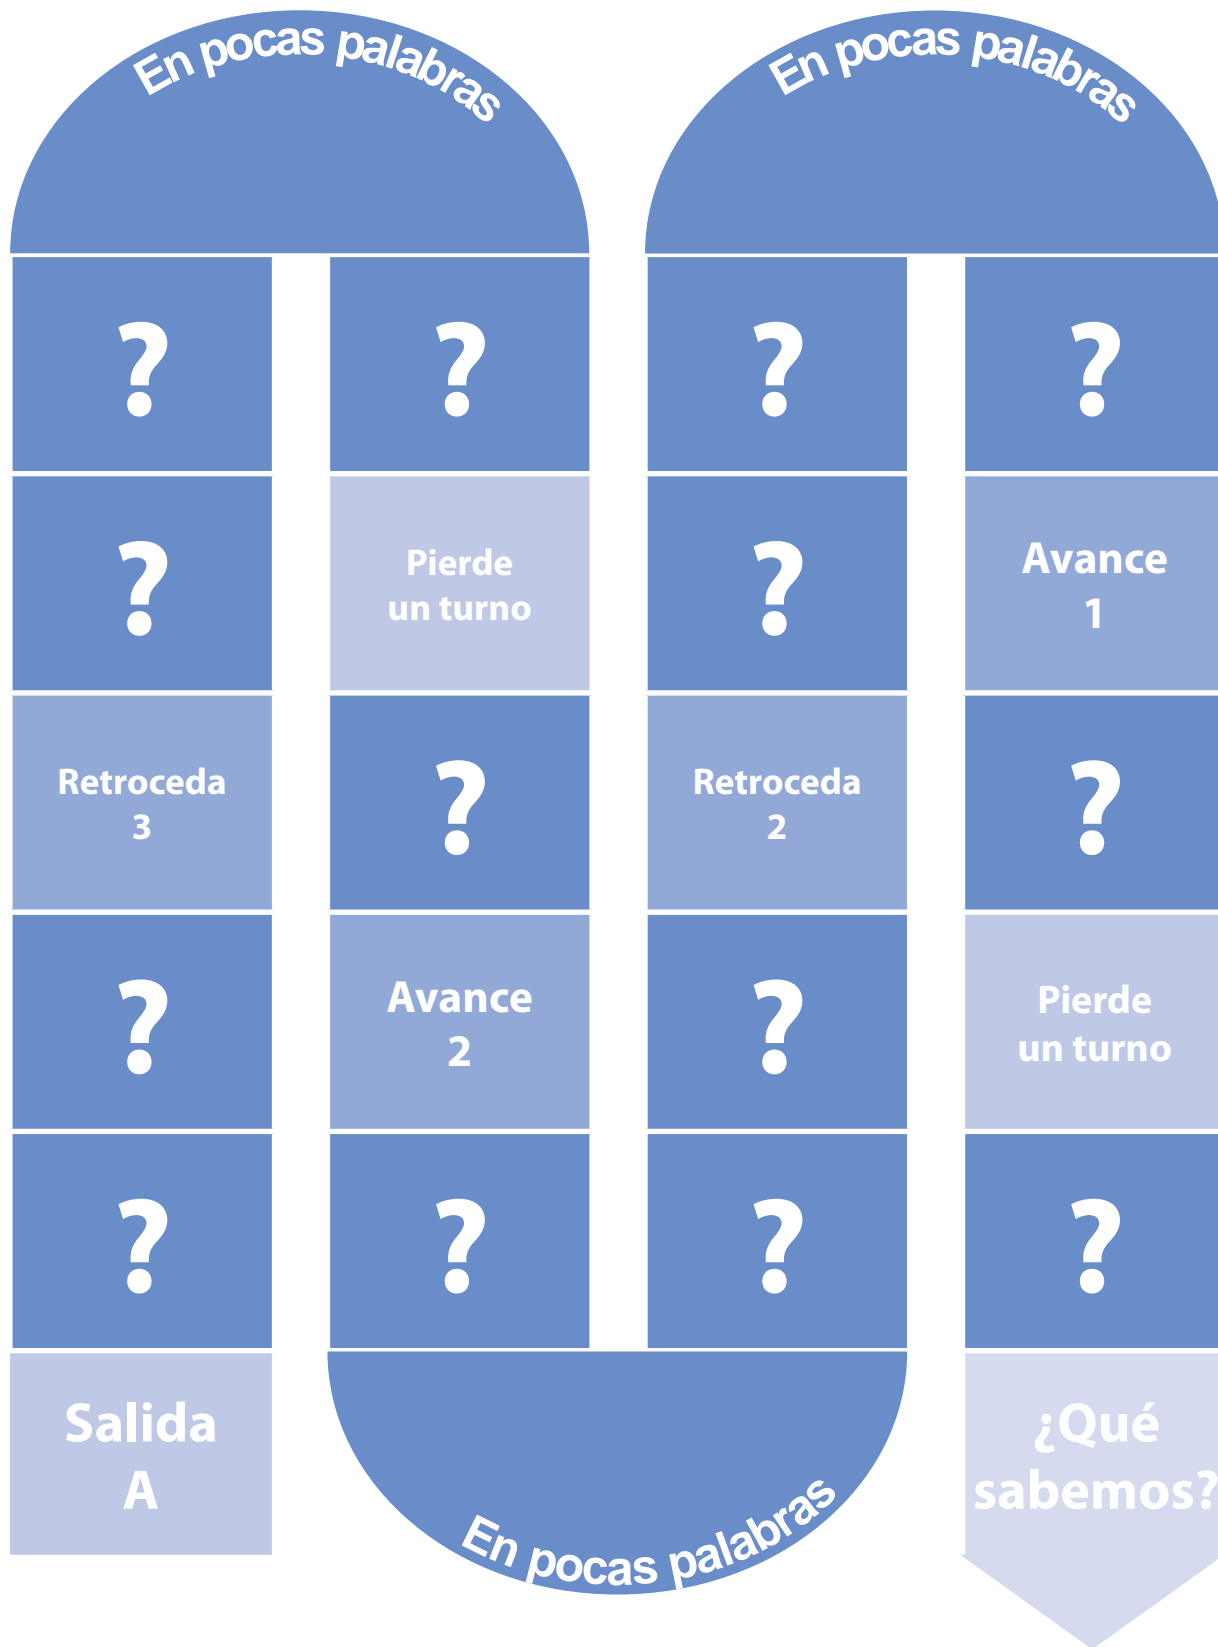 En pocas palabras
En pocas palabras
?
?
?
?
?
Pierde
un turno
?
Avance
1
Retroceda
3
?
Retroceda
2
?
?
Avance
2
?
Pierde
un turno
?
?
?
?
Salida
A
¿Qué
sabemos?
En pocas palabras